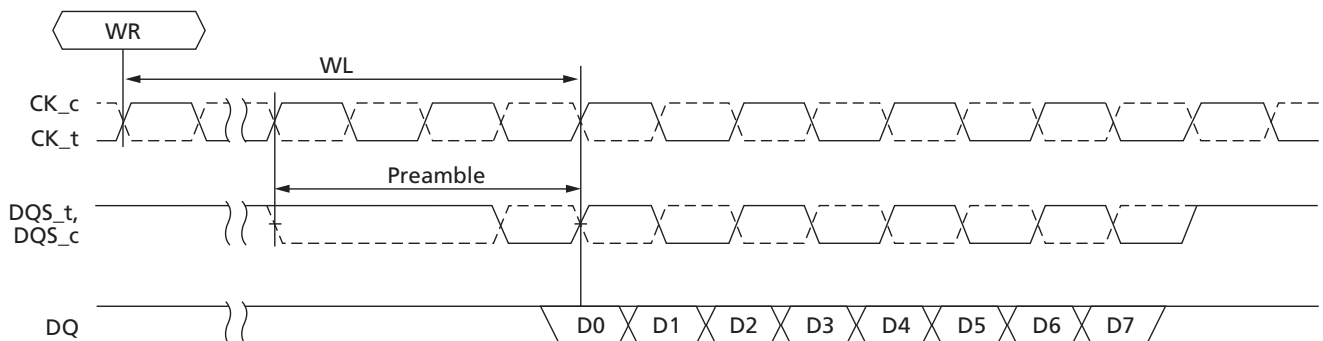 WR
WL
CK_c
CK_t
Preamble
DQS_t,
DQS_c
DQ
D0 D1 D2 D3 D4 D5 D6 D7